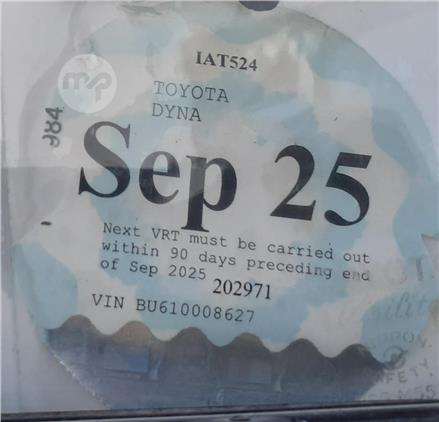 IAT524
TOYOTA
DYNA
984
Sep 25
Next VRT must be carried out
within 90 days preceding end
of Sep 2025
202971
VIN BU610008627